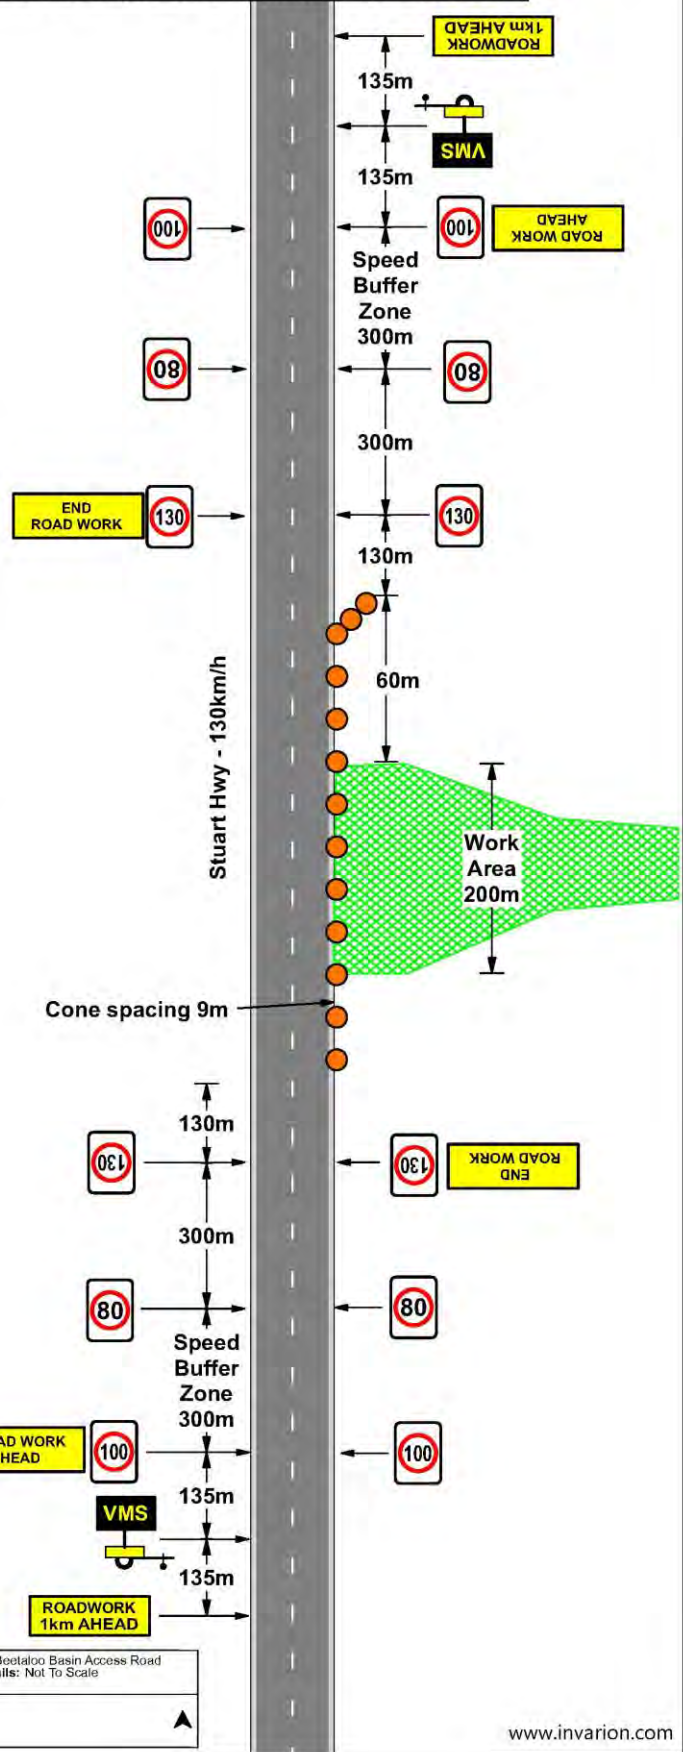 ROADWORK
1km AHEAD
135m
VMS
135m
100
100
ROAD WORK
AHEAD
Speed
Buffer
Zone
300m
80
80
300m
END
ROAD WORK
130
130
130m
60m
Stuart Hwy - 130km/h
Work
Area
200m
Cone spacing 9m
130m
130
130
END
ROAD WORK
300m
80
80
Speed
Buffer
Zone
300m
AD WORK
HEAD
100
100
135m
VMS
135m
ROADWORK
1km AHEAD
Beetaloo Basin Access Road
ils: Not To Scale
www.invarion.com